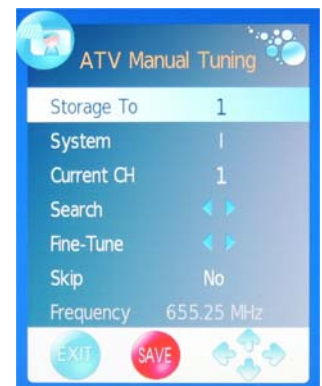 ATV Manual Tuning
Storage To 1
System I
Current CH 1
Search
Fine-Tune
Skip No
Frequency 655.25 MHz
EXIT SAVE